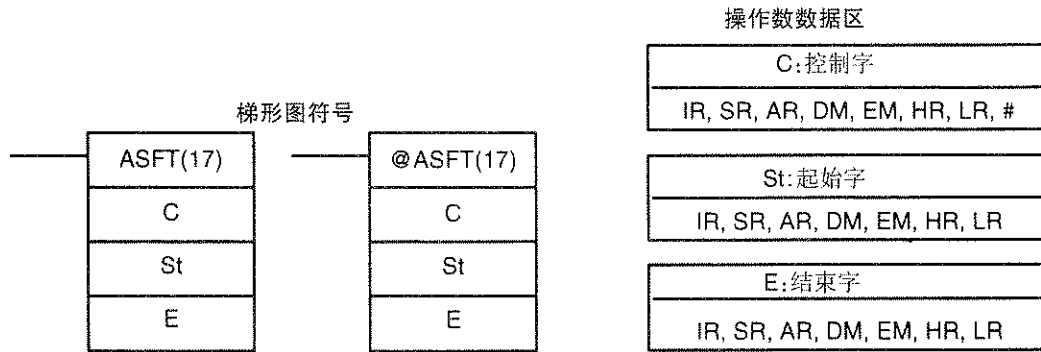 操作数数据区
C:控制字
IR, SR, AR, DM, EM, HR, LR, #
梯形图符号
ASFT(17)
@ASFT(17)
C
C
St:起始字
IR, SR, AR, DM, EM, HR, LR
St
St
E
E
E:结束字
IR, SR, AR, DM, EM, HR, LR